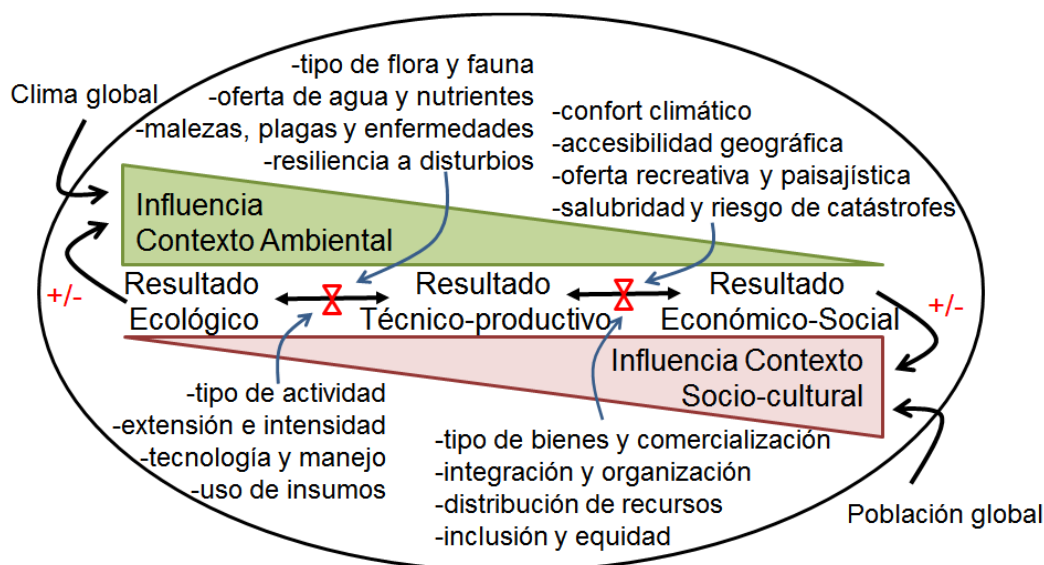 Clima global
-tipo de flora y fauna
-oferta de agua y nutrientes
-malezas, plagas y enfermedades
-resiliencia a disturbios
-confort climático
-accesibilidad geográfica
-oferta recreativa y paisajística
-salubridad y riesgo de catástrofes
Influencia
Contexto Ambiental
+/-
Resultado
Ecológico
Resultado
Técnico-productivo
Resultado
Económico-Social
+/-
Influencia Contexto
Socio-cultural
-tipo de actividad
-extensión e intensidad
-tecnología y manejo
-uso de insumos
-tipo de bienes y comercialización
-integración y organización
-distribución de recursos
-inclusión y equidad
Población global